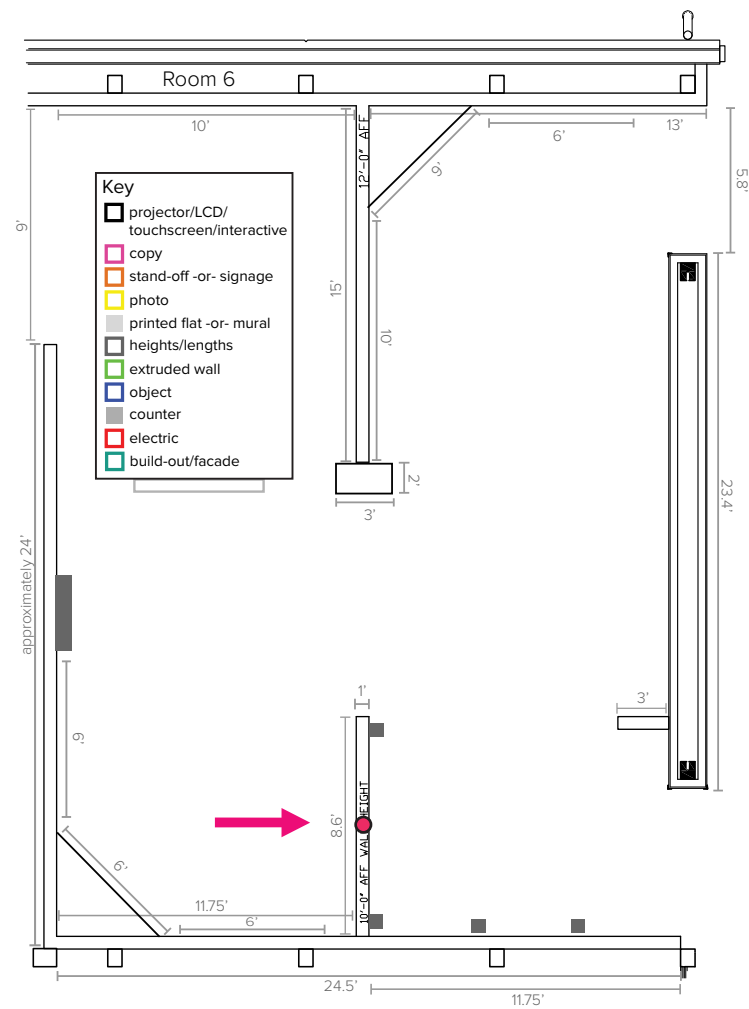 Room 6
10’
12’-0” AFF
9’
6’
13’
5.8’
9’
Key
projector/LCD/
touchscreen/interactive
copy
stand-off -or- signage
photo
printed flat -or- mural
heights/lengths
extruded wall
object
counter
electric
build-out/facade
15’
10’
2’
3’
23.4’
approximately 24’
9’
1’
3’
8.6’
10’-0” AFF WALL HEIGHT
6’
11.75’
6’
24.5’
11.75’